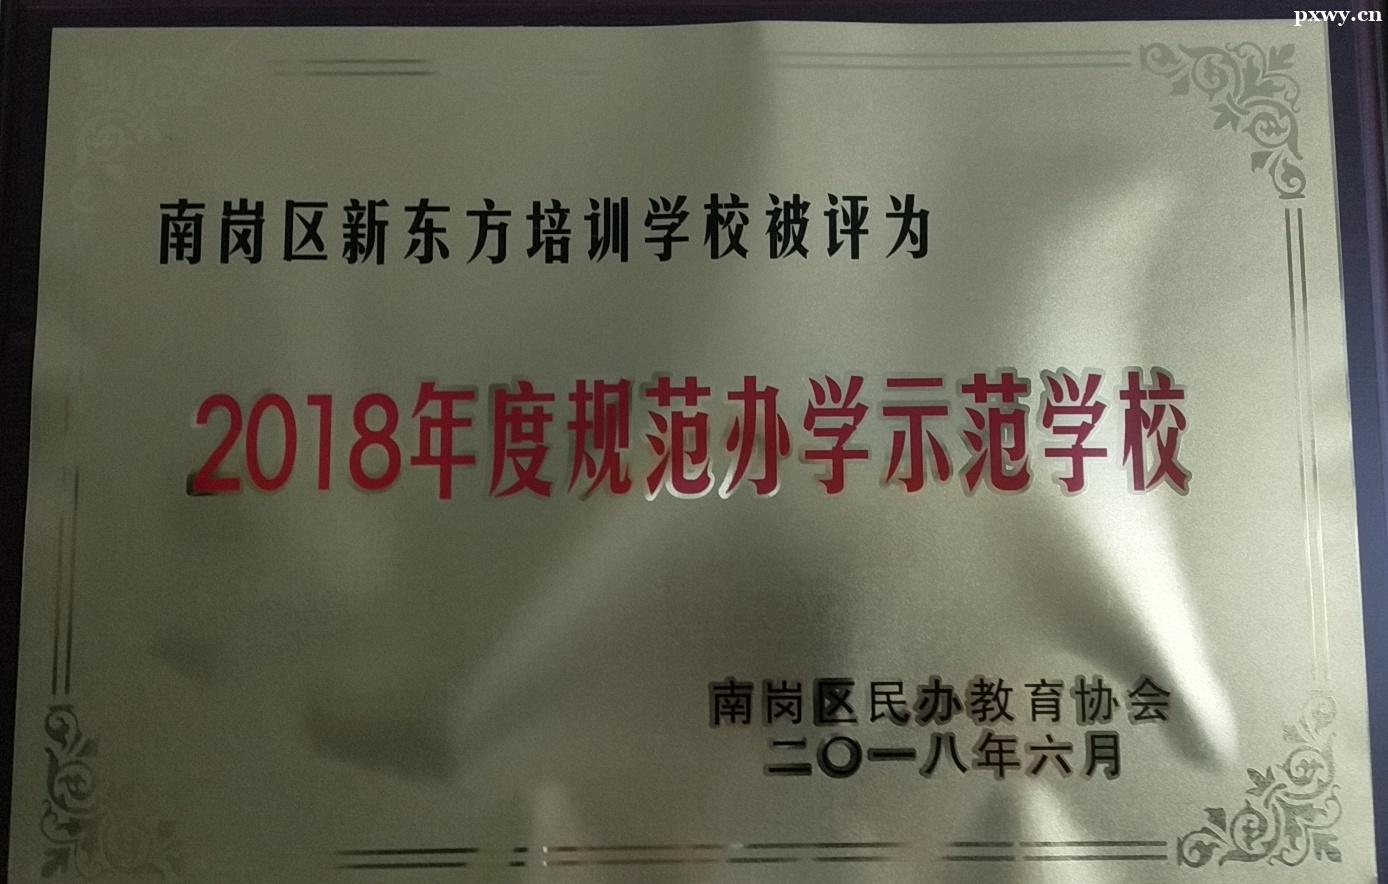 pxwy.cn
南岗区新东方培训学校被评为
2018年度规范办学示范学校
南岗区民办教育协会
二〇一八年六月